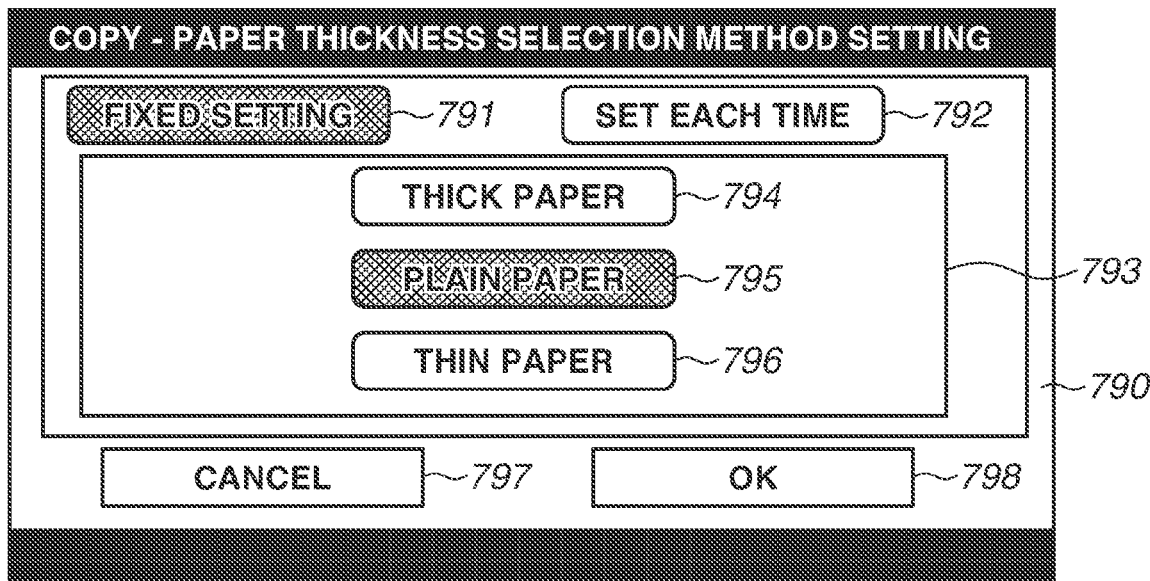 COPY - PAPER THICKNESS SELECTION METHOD SETTING
FIXED SETTING 791 SET EACH TIME 792
THICK PAPER 794
PLAIN PAPER 795
793
THIN PAPER 796
790
CANCEL 797 OK 798